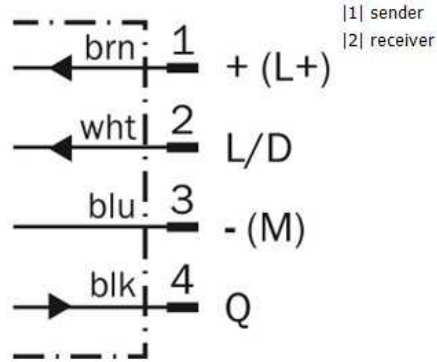 brn 1 + (L+)
wht 2 L/D
blu 3 - (M)
blk 4 Q
|1| sender
|2| receiver